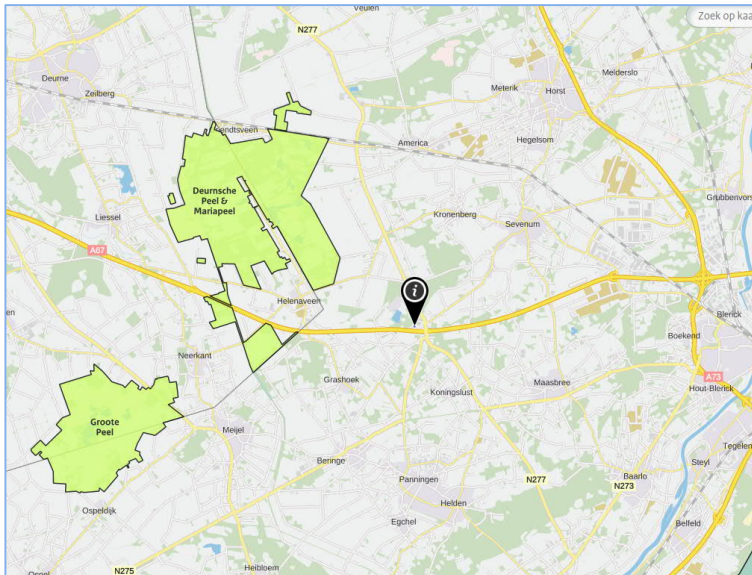 Veulen
N277
Zoek op kaa
Deurne
Zeilberg
Meterik
Horst
Melderslo
Griendtsveen
America
Hegelsom
Deurnsche
Peel &
Mariapeel
Grubbenvors
Liessel
Kronenberg
Sevenum
A67
Helenaveen
Blerick
Boekend
Neerkant
Grashoek
Maasbree
A73
Hout-Blerick
Koningslust
Groote
Peel
Meijel
Tegelen
Beringe
Steyl
Panningen
N277
N273
Baarlo
Helden
Ospeldijk
Egchel
Belfeld
N275
Heibloem
Ospel